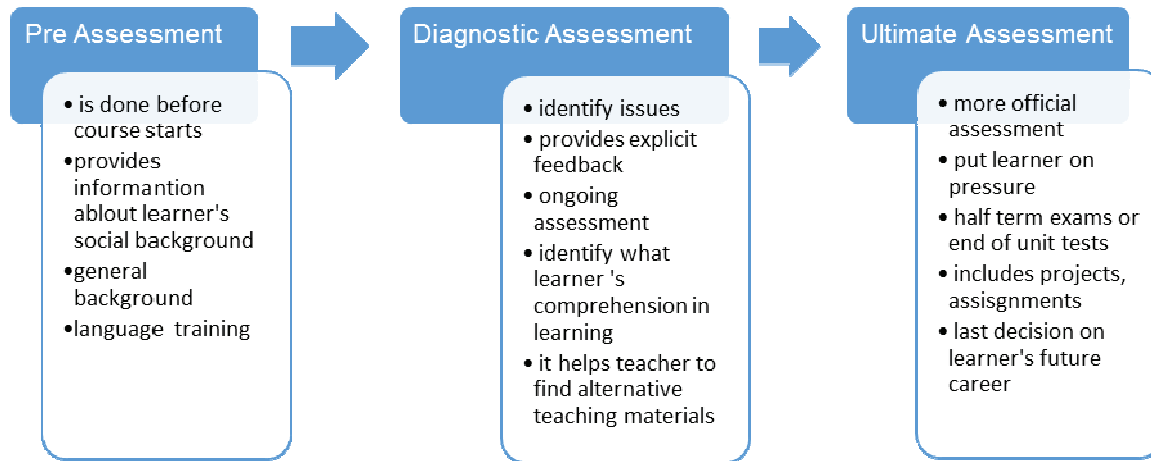 Pre Assessment
• is done before
course starts
•provides
informantion
ablout learner's
social background
•general
background
•language training
Diagnostic Assessment
• identify issues
• provides explicit
feedback
• ongoing
assessment
• identify what
learner 's
comprehension in
learning
• it helps teacher to
find alternative
teaching materials
Ultimate Assessment
• more official
assessment
• put learner on
pressure
• half term exams or
end of unit tests
• includes projects,
assisgnments
• last decision on
learner's future
career